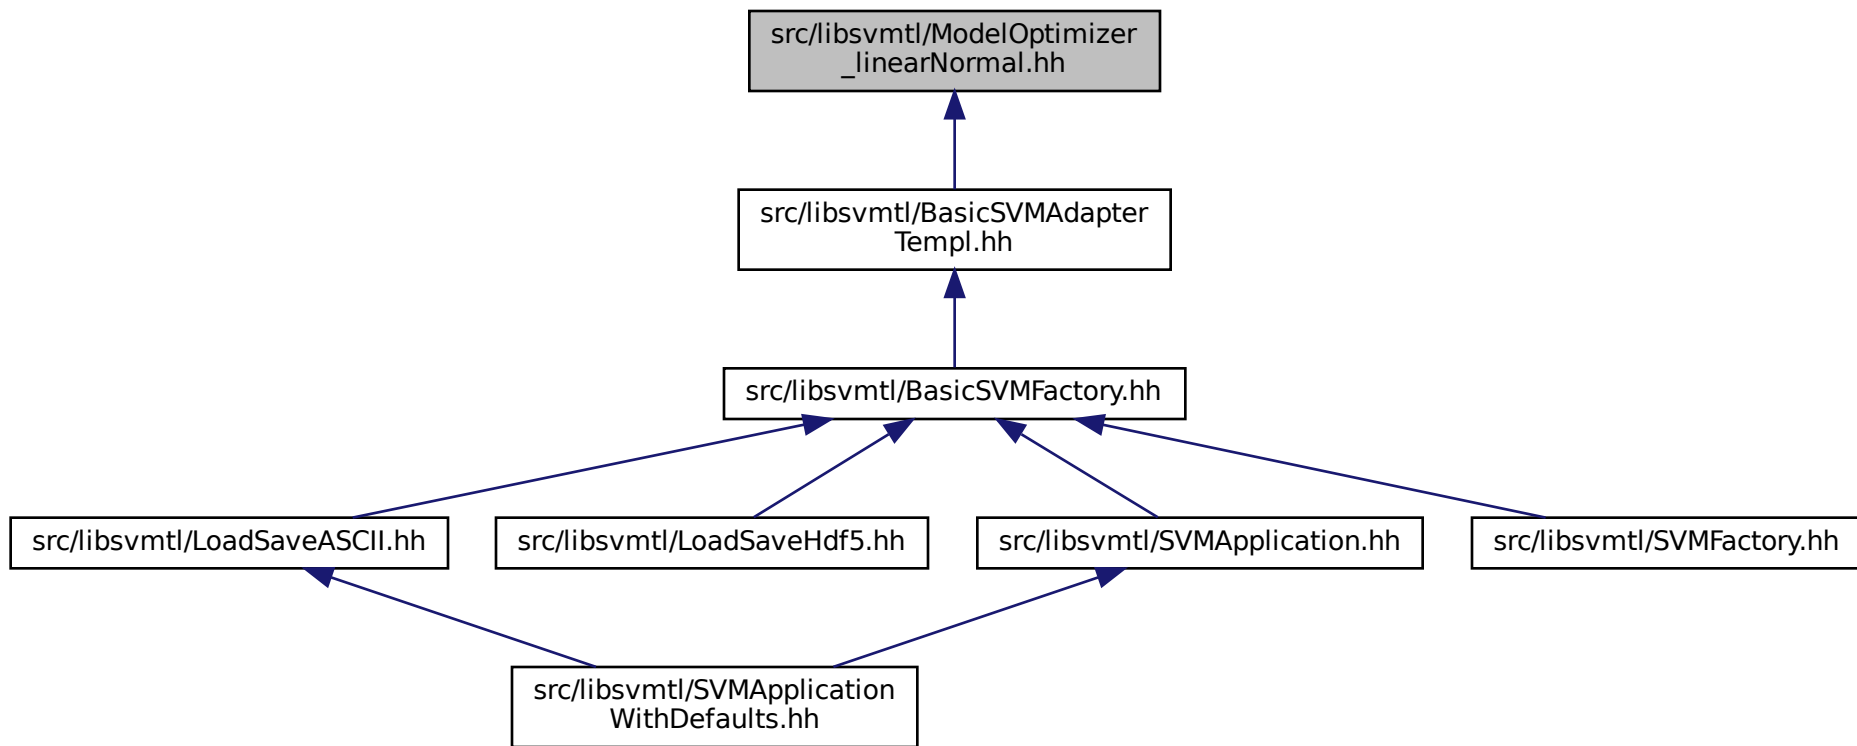 src/libsvmtl/ModelOptimizer
_linearNormal.hh
src/libsvmtl/BasicSVMAdapter
Templ.hh
src/libsvmtl/BasicSVMFactory.hh
src/libsvmtl/LoadSaveASCII.hh
src/libsvmtl/LoadSaveHdf5.hh
src/libsvmtl/SVMApplication.hh
src/libsvmtl/SVMFactory.hh
src/libsvmtl/SVMApplication
WithDefaults.hh